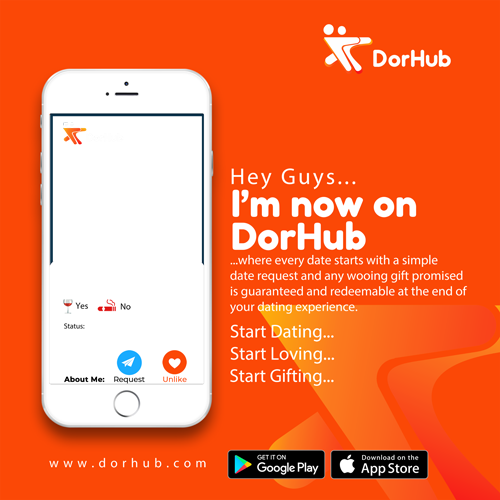 DorHub
Hey Guys...
I'm now on
DorHub
...where every date starts with a simple
date request and any wooing gift promised
is guaranteed and redeemable at the end of
your dating experience.
Start Dating...
Start Loving...
Start Gifting...
Yes No
Status:
About Me: Request Unlike
www.dorhub.com
GET IT ON
Google Play
Download on the
App Store